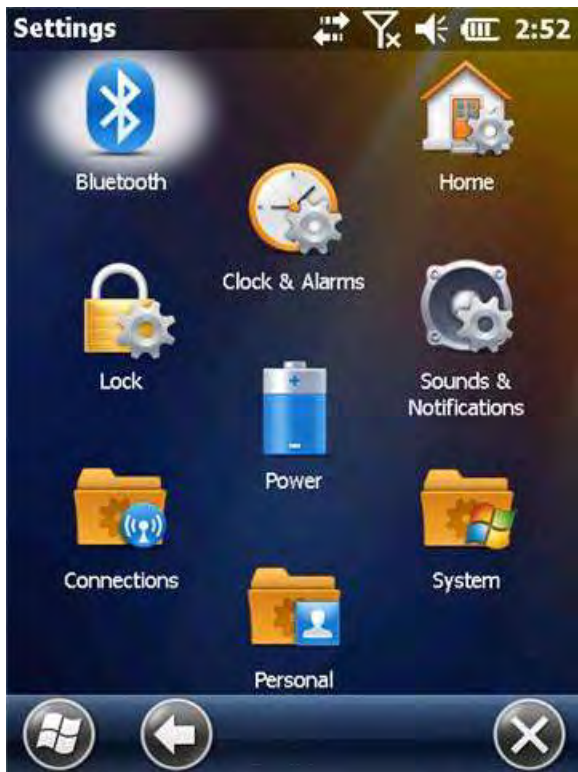 Settings 2:52
Bluetooth
Home
Clock & Alarms
Lock
Sounds &
Notifications
Power
Connections
System
Personal